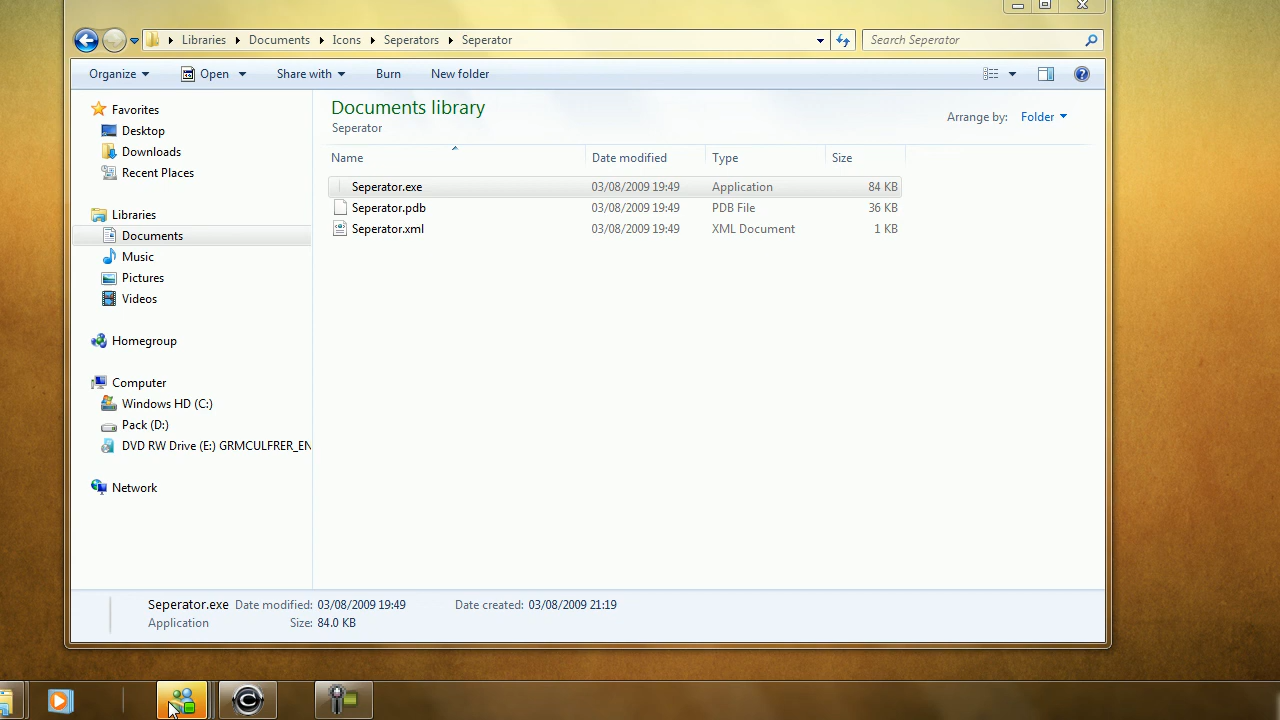 Libraries Documents Icons Seperators Seperator
Search Seperator
Organize Open Share with Burn New folder
Favorites
Desktop
Downloads
Recent Places
Libraries
Documents
Music
Pictures
Videos
Homegroup
Computer
Windows HD (C:)
Pack (D:)
DVD RW Drive (E:) GRMCULFRER_EN
Network
Documents library
Seperator
Arrange by: Folder
Name Date modified Type Size
Seperator.exe 03/08/2009 19:49 Application 84 KB
Seperator.pdb 03/08/2009 19:49 PDB File 36 KB
Seperator.xml 03/08/2009 19:49 XML Document 1 KB
Seperator.exe Date modified: 03/08/2009 19:49 Date created: 03/08/2009 21:19
Application Size: 84.0 KB